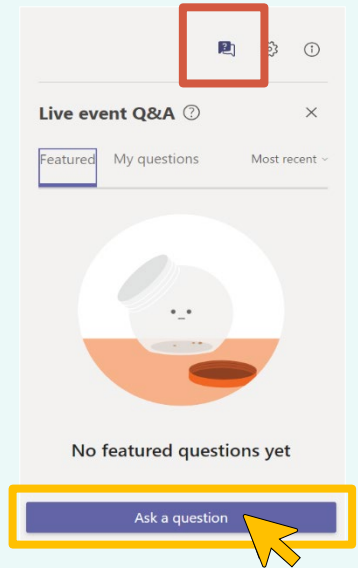 Live event Q&A
Featured My questions Most recent
No featured questions yet
Ask a question